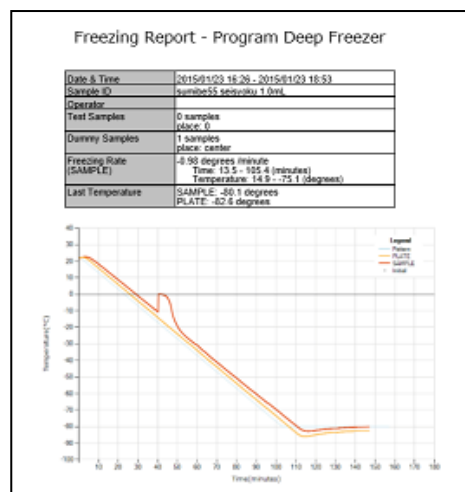 Freezing Report - Program Deep Freezer
Date & Time 2015/01/23 16:26 - 2015/01/23 18:53
Sample ID sumibe55 seisyoku 1.0mL
Operator
Test Samples 0 samples
place: 0
Dummy Samples 1 samples
place: center
Freezing Rate -0.98 degrees /minute
(SAMPLE) Time: 13.5 - 105.4 (minutes)
Temperature: 14.9 - -75.1 (degrees)
Last Temperature SAMPLE: -80.1 degrees
PLATE: -82.6 degrees
40
30
20
10
0
-10
-20
-30
-40
-50
-60
-70
-80
-90
-100
Temperature(°C)
Legend
Pattern
PLATE
SAMPLE
Initial
10 20 30 40 50 60 70 80 90 100 110 120 130 140 150 160 170 180
Time(minutes)